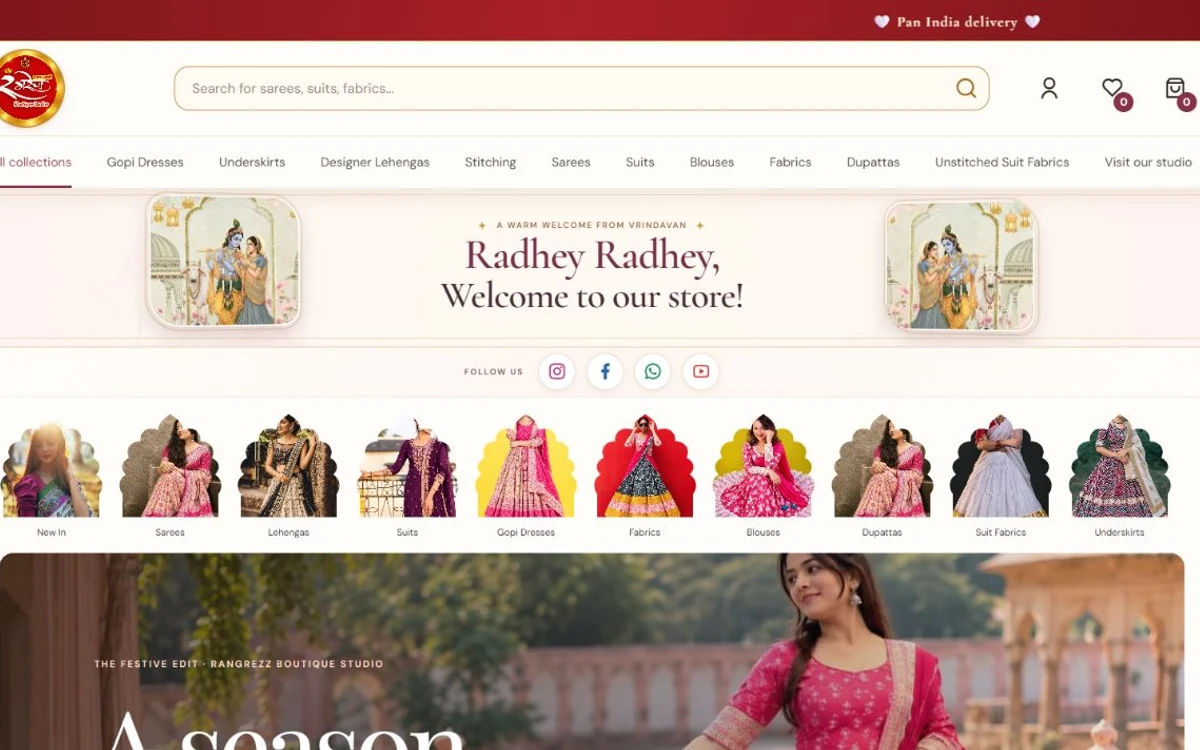 Pan India delivery
Search for sarees, suits, fabrics...
0
0
ll collections
Gopi Dresses
Underskirts
Designer Lehengas
Stitching
Sarees
Suits
Blouses
Fabrics
Dupattas
Unstitched Suit Fabrics
Visit our studio
A WARM WELCOME FROM VRINDAVAN
Radhey Radhey,
Welcome to our store!
FOLLOW US
New In
Sarees
Lehengas
Suits
Gopi Dresses
Fabrics
Blouses
Dupattas
Suit Fabrics
Underskirts
THE FESTIVE EDIT · RANGREZZ BOUTIQUE STUDIO
A season